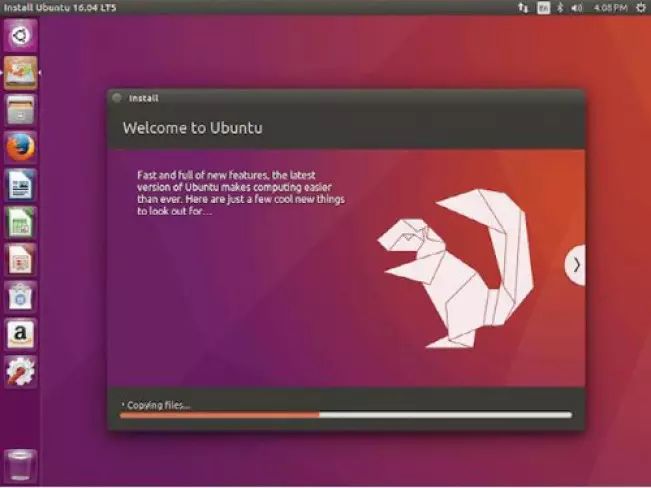 Install Ubuntu 16.04 LTS
En
4:08 PM
Install
Welcome to Ubuntu
Fast and full of new features, the latest
version of Ubuntu makes computing easier
than ever. Here are just a few cool new things
to look out for...
a
Copying files...